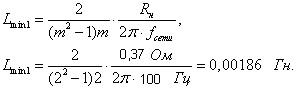 L_min1 = 2/((m²−1)m) · R_н/(2π · f_сети),
L_min1 = 2/((2²−1)2) · 0,37 Ом/(2π · 100 Гц) = 0,00186 Гн.